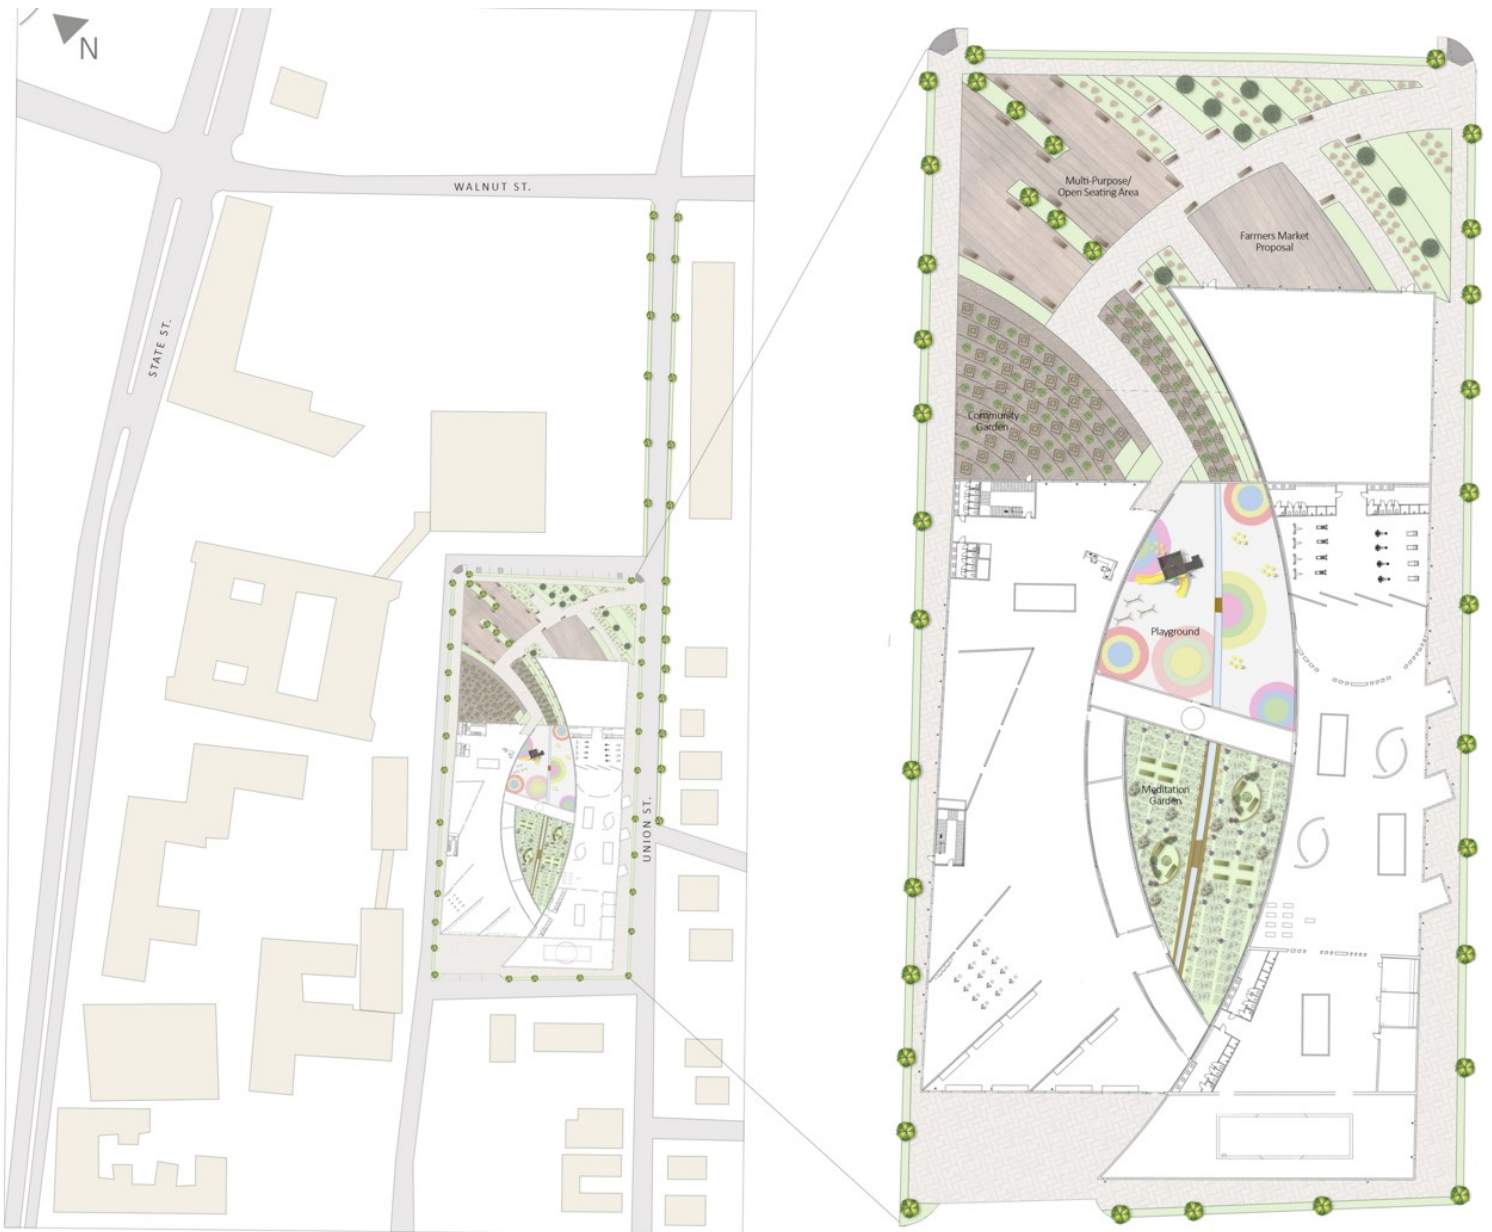 N
WALNUT ST.
STATE ST.
UNION ST.
Multi-Purpose/
Open Seating Area
Farmers Market
Proposal
Community
Garden
Playground
Meditation
Garden